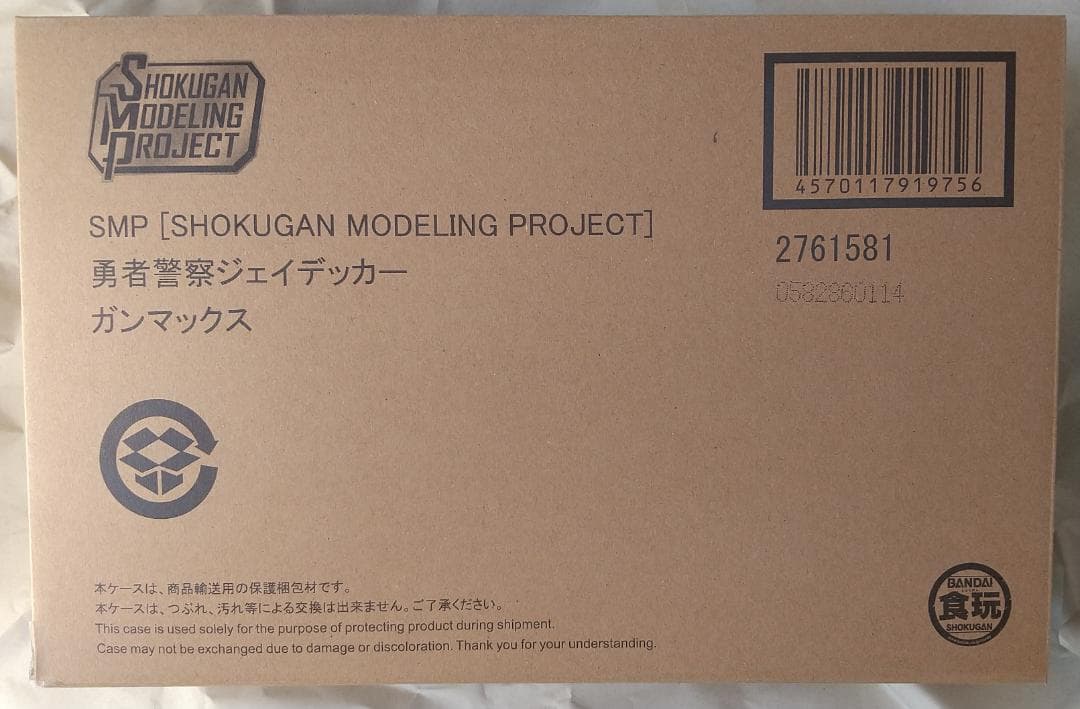 SHOKUGAN
MODELING
PROJECT
4570117919756
SMP [SHOKUGAN MODELING PROJECT]
勇者警察ジェイデッカー
ガンマックス
2761581
0582860114
本ケースは、商品輸送用の保護梱包材です。
本ケースは、つぶれ、汚れ等による交換は出来ません。ご了承ください。
This case is used solely for the purpose of protecting product during shipment.
Case may not be exchanged due to damage or discoloration. Thank you for your understanding.
BANDAI
食玩
SHOKUGAN